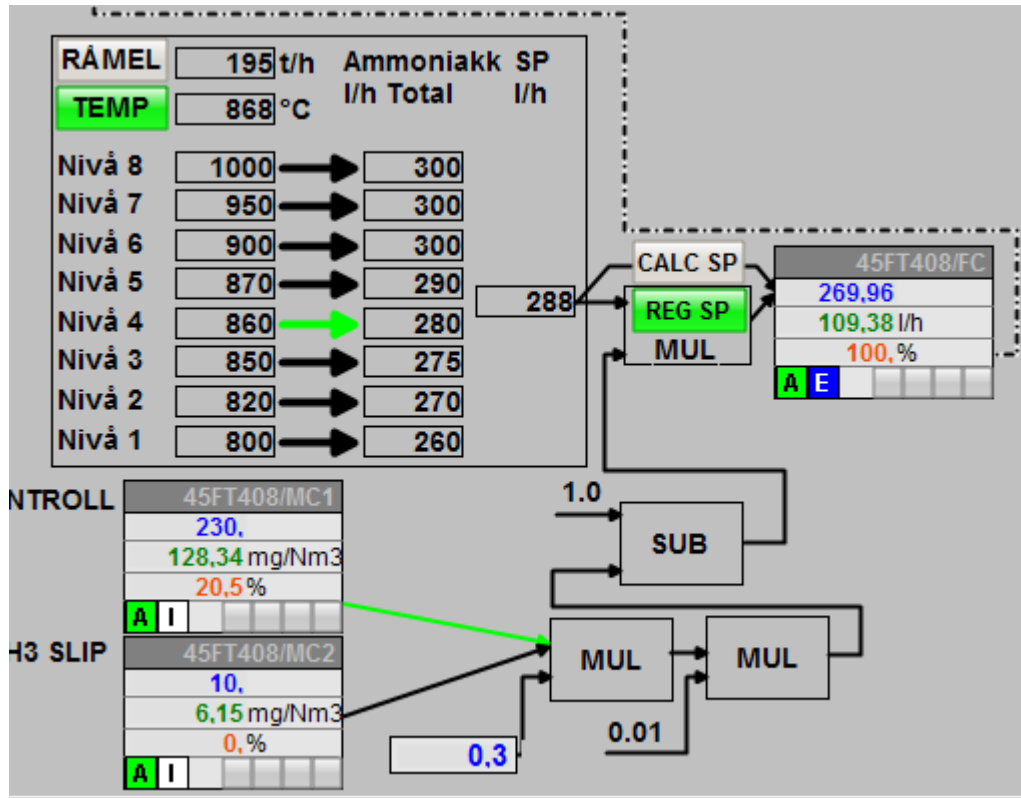 RÅMEL 195 t/h Ammoniakk SP
TEMP 868 °C l/h Total l/h
Nivå 8 1000 300
Nivå 7 950 300
Nivå 6 900 300
Nivå 5 870 290
Nivå 4 860 280
Nivå 3 850 275
Nivå 2 820 270
Nivå 1 800 260
288
CALC SP
REG SP
MUL
45FT408/FC
269,96
109,38 l/h
100, %
A E
NTROLL 45FT408/MC1
230,
128,34 mg/Nm3
20,5 %
A I
H3 SLIP 45FT408/MC2
10,
6,15 mg/Nm3
0, %
A I
1.0
SUB
MUL
MUL
0,3
0.01